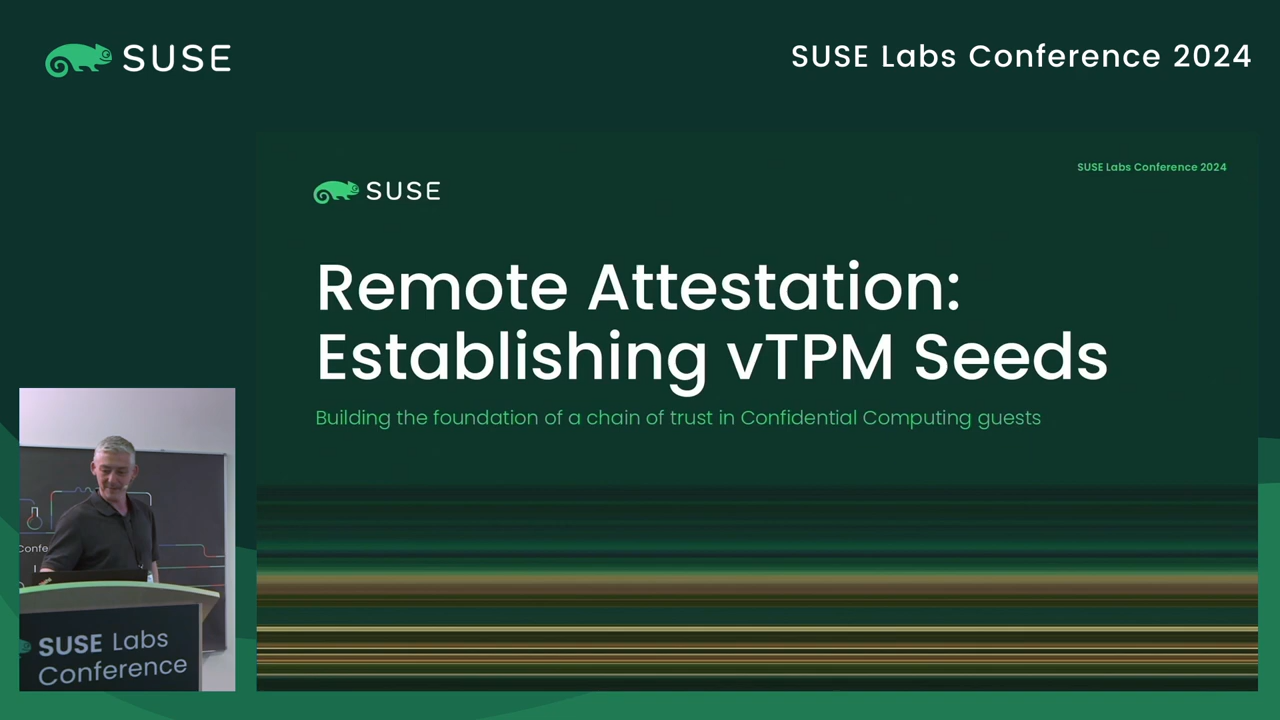 SUSE
SUSE Labs Conference 2024
SUSE Labs Conference 2024
SUSE
Remote Attestation:
Establishing vTPM Seeds
Building the foundation of a chain of trust in Confidential Computing guests
Confe
SUSE Labs
Conference